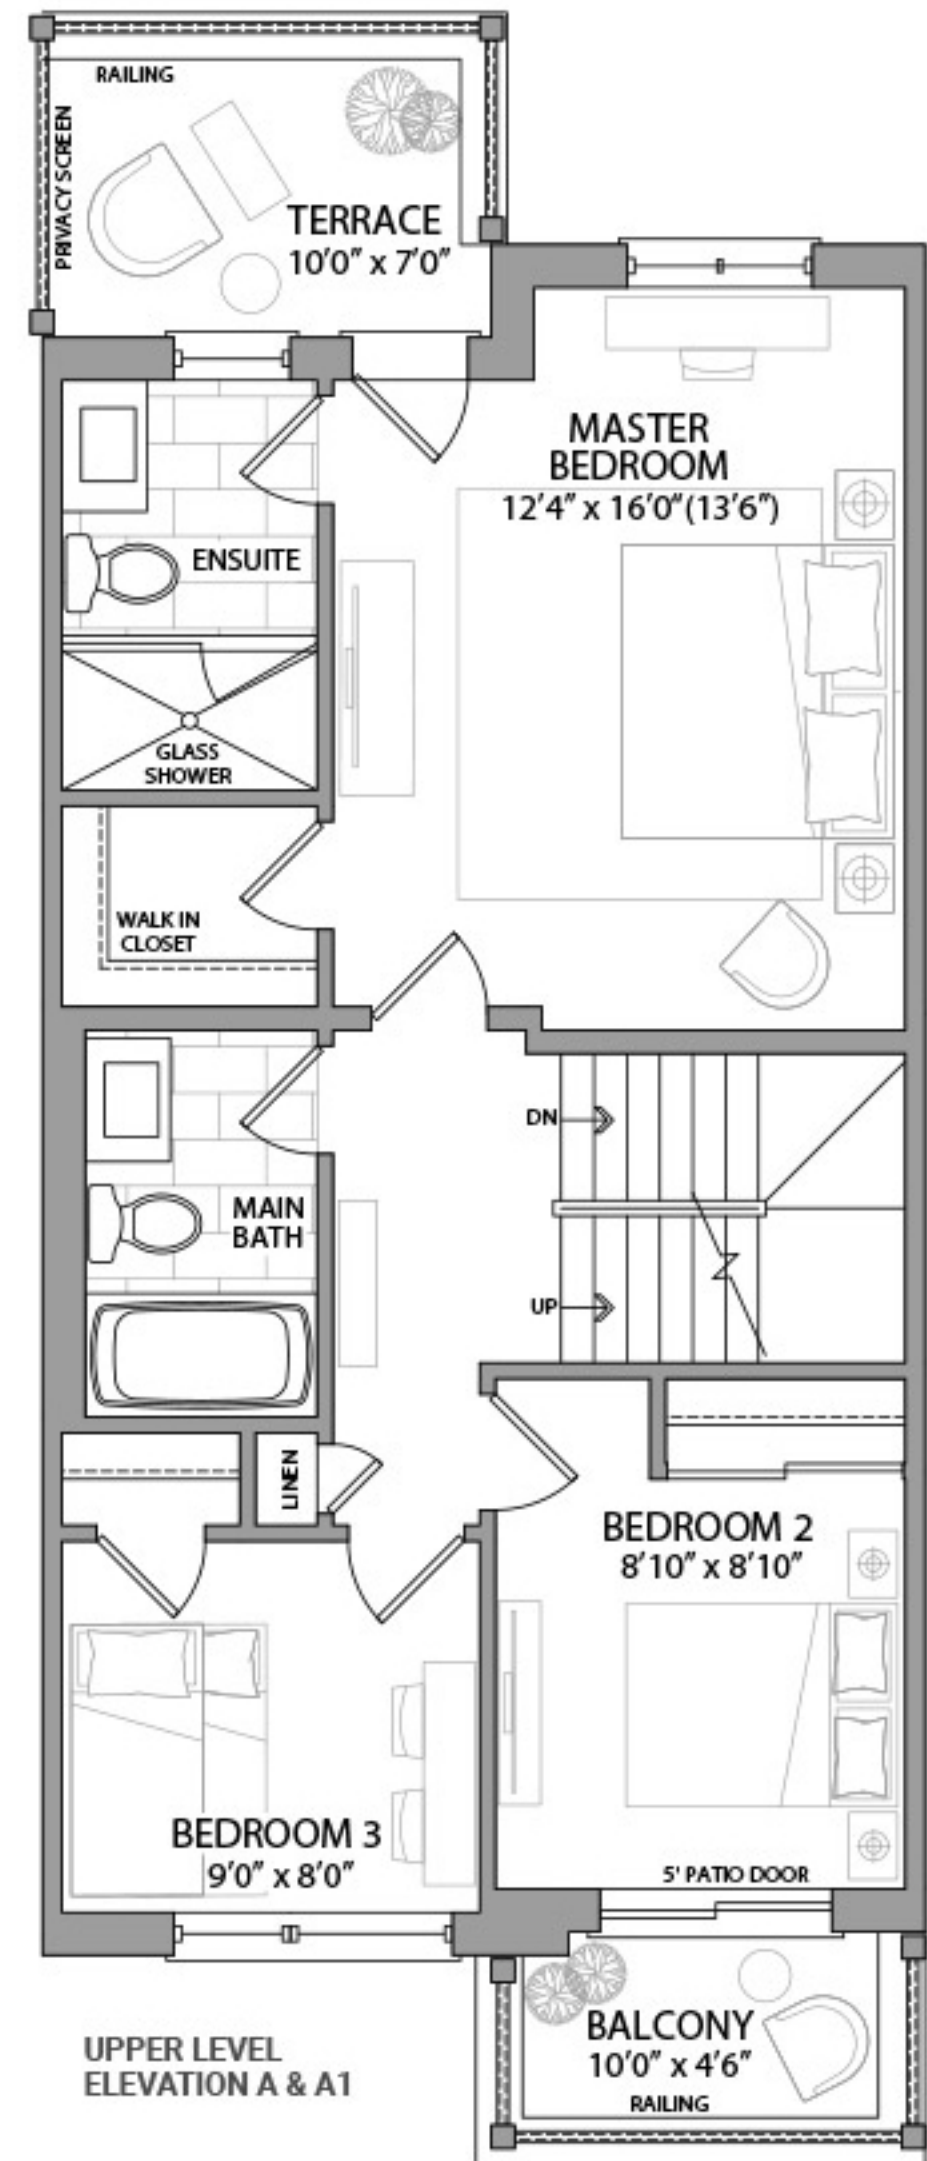 RAILING
PRIVACY SCREEN
TERRACE
10'0" x 7'0"
MASTER
BEDROOM
12'4" x 16'0"(13'6")
ENSUITE
GLASS
SHOWER
WALK IN
CLOSET
DN
MAIN
BATH
UP
LINEN
BEDROOM 2
8'10" x 8'10"
BEDROOM 3
9'0" x 8'0"
5' PATIO DOOR
BALCONY
10'0" x 4'6"
RAILING
UPPER LEVEL
ELEVATION A & A1